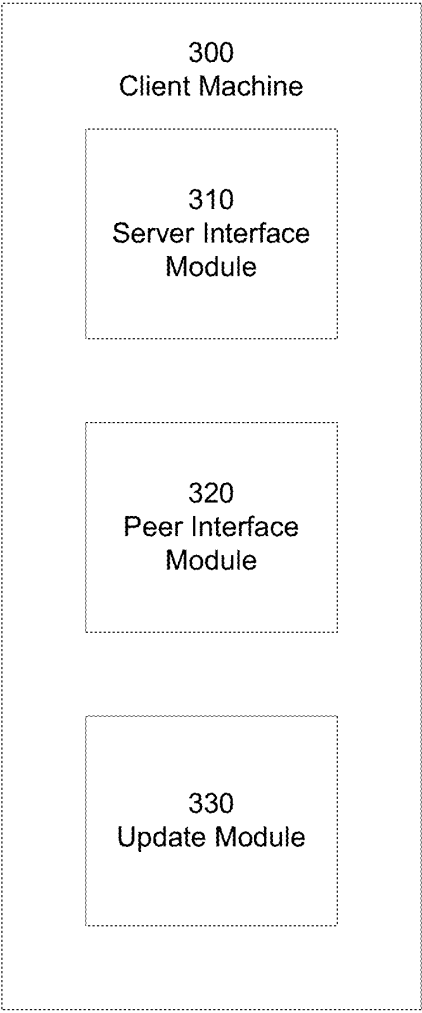 300
Client Machine
310
Server Interface
Module
320
Peer Interface
Module
330
Update Module